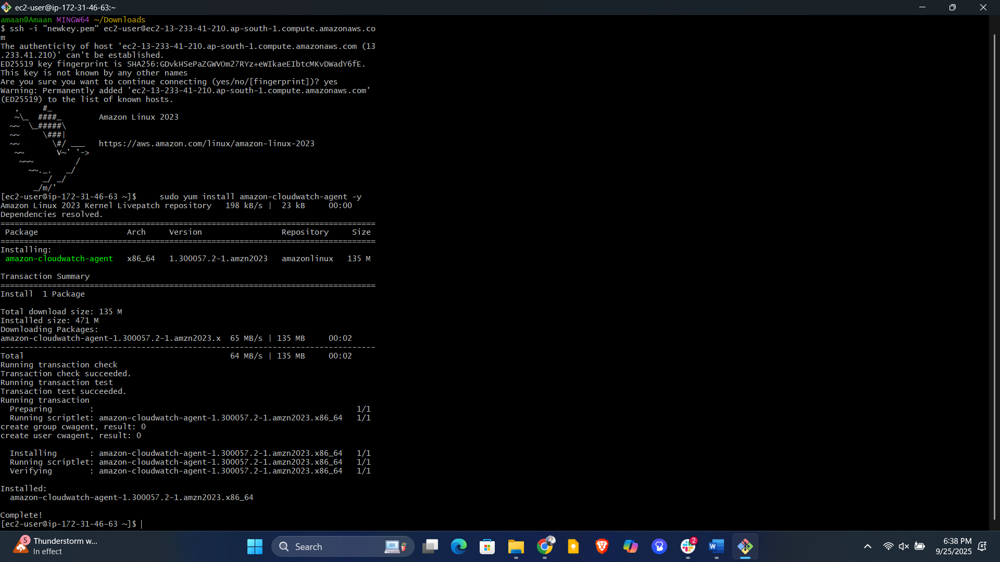 ec2-user@ip-172-31-46-63:~
amaan@Amaan MINGW64 ~/Downloads
$ ssh -i "newkey.pem" ec2-user@ec2-13-233-41-210.ap-south-1.compute.amazonaws.co
m
The authenticity of host 'ec2-13-233-41-210.ap-south-1.compute.amazonaws.com (13
.233.41.210)' can't be established.
ED25519 key fingerprint is SHA256:GDvkHSePaZGWVOm27RYz+eWIkaeEIbtcMKvDWadY6fE.
This key is not known by any other names
Are you sure you want to continue connecting (yes/no/[fingerprint])? yes
Warning: Permanently added 'ec2-13-233-41-210.ap-south-1.compute.amazonaws.com'
(ED25519) to the list of known hosts.
   ,     #_
   ~\_  ####_        Amazon Linux 2023
  ~~  \_#####\
  ~~     \###|
  ~~       \#/ ___   https://aws.amazon.com/linux/amazon-linux-2023
   ~~       V~' '->
    ~~~         /
      ~~._.   _/
         _/ _/
       _/m/'
[ec2-user@ip-172-31-46-63 ~]$     sudo yum install amazon-cloudwatch-agent -y
Amazon Linux 2023 Kernel Livepatch repository   198 kB/s |  23 kB     00:00
Dependencies resolved.
================================================================================
 Package                   Arch     Version                 Repository     Size
================================================================================
Installing:
 amazon-cloudwatch-agent   x86_64   1.300057.2-1.amzn2023   amazonlinux   135 M

Transaction Summary
================================================================================
Install  1 Package

Total download size: 135 M
Installed size: 471 M
Downloading Packages:
amazon-cloudwatch-agent-1.300057.2-1.amzn2023.x  65 MB/s | 135 MB     00:02
--------------------------------------------------------------------------------
Total                                            64 MB/s | 135 MB     00:02
Running transaction check
Transaction check succeeded.
Running transaction test
Transaction test succeeded.
Running transaction
  Preparing        :                                                        1/1
  Running scriptlet: amazon-cloudwatch-agent-1.300057.2-1.amzn2023.x86_64   1/1
create group cwagent, result: 0
create user cwagent, result: 0

  Installing       : amazon-cloudwatch-agent-1.300057.2-1.amzn2023.x86_64   1/1
  Running scriptlet: amazon-cloudwatch-agent-1.300057.2-1.amzn2023.x86_64   1/1
  Verifying        : amazon-cloudwatch-agent-1.300057.2-1.amzn2023.x86_64   1/1

Installed:
  amazon-cloudwatch-agent-1.300057.2-1.amzn2023.x86_64

Complete!
[ec2-user@ip-172-31-46-63 ~]$
5
Thunderstorm w...
In effect
Search
2
6:38 PM
9/25/2025